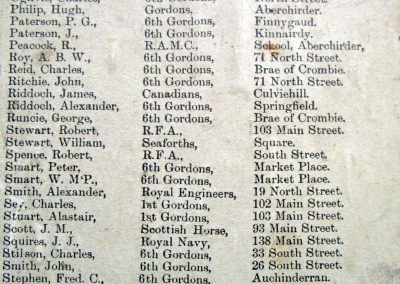 Charles, 6th Gordons, North Street.
Philip, Hugh, Gordons, Aberchirder.
Paterson, P. G., 6th Gordons, Finnygaud.
Paterson, J., 6th Gordons, Kinnairdy.
Peacock, R., R.A.M.C., School, Aberchirder,
Roy, A. B. W., 6th Gordons, 71 North Street.
Reid, Charles, 6th Gordons, Brae of Crombie.
Ritchie, John, 6th Gordons, 71 North Street.
Riddoch, James, Canadians, Culviehill.
Riddoch, Alexander, 6th Gordons, Springfield.
Runcie, George, 6th Gordons, Brae of Crombie.
Stewart, Robert, R.F.A., 103 Main Street.
Stewart, William, Seaforths, Square.
Spence, Robert, R.F.A., South Street.
Smart, Peter, 6th Gordons, Market Place.
Smart, W. McP., 6th Gordons, Market Place.
Smith, Alexander, Royal Engineers, 19 North Street.
Charles, 1st Gordons, 102 Main Street.
Stuart, Alastair, 1st Gordons, 103 Main Street.
Scott, J. M., Scottish Horse, 93 Main Street.
Squires, J. J., Royal Navy, 138 Main Street.
Stilson, Charles, 6th Gordons, 33 South Street.
Smith, John, 6th Gordons, 26 South Street.
Stephen, Fred. C., 6th Gordons, Auchinderran.